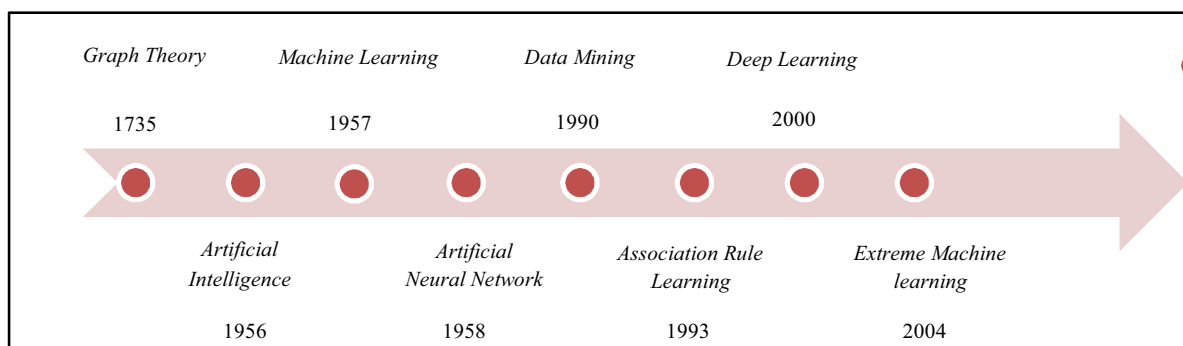 Graph Theory
Machine Learning
Data Mining
Deep Learning
1735
1957
1990
2000
Artificial
Intelligence
Artificial
Neural Network
Association Rule
Learning
Extreme Machine
learning
1956
1958
1993
2004